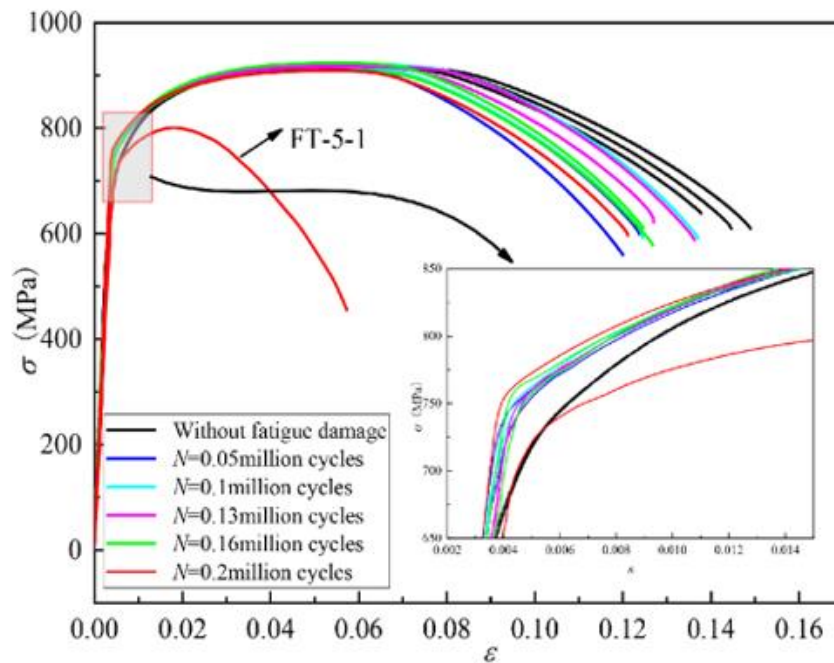 1000
800
600
400
200
0
σ (MPa)
FT-5-1
Without fatigue damage
N=0.05million cycles
N=0.1million cycles
N=0.13million cycles
N=0.16million cycles
N=0.2million cycles
850
800
750
700
650
σ (MPa)
0.002 0.004 0.006 0.008 0.010 0.012 0.014
0.00 0.02 0.04 0.06 0.08 0.10 0.12 0.14 0.16
ε